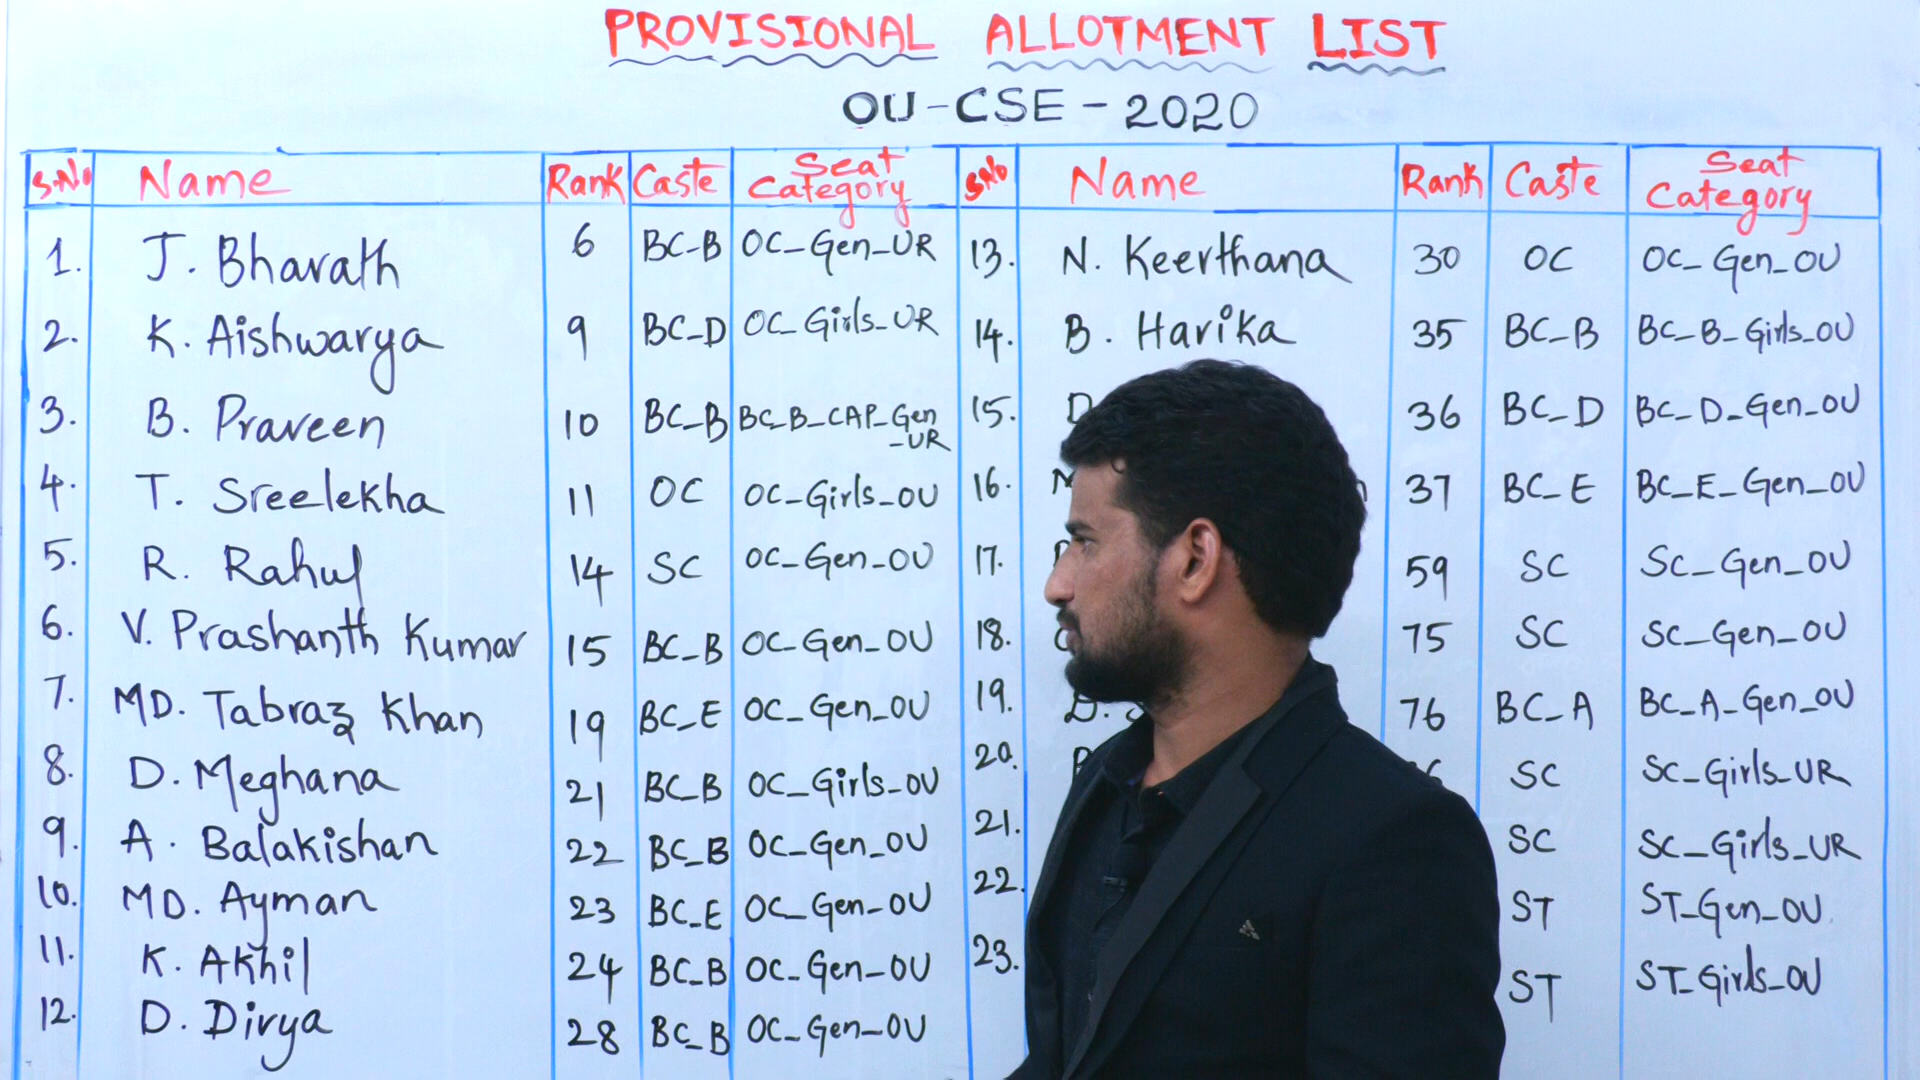 PROVISIONAL ALLOTMENT LIST
OU-CSE-2020
S.No Name Rank Caste Seat Category S.No Name Rank Caste Seat Category
1. J. Bharath 6 BC-B OC_Gen_UR 13. N. Keerthana 30 OC OC_Gen_OU
2. K. Aishwarya 9 BC_D OC_Girls_UR 14. B. Harika 35 BC_B BC_B_Girls_OU
3. B. Praveen 10 BC_B BC_B_CAP_Gen_UR 15. D 36 BC_D BC_D_Gen_OU
4. T. Sreelekha 11 OC OC_Girls_OU 16. 37 BC_E BC_E_Gen_OU
5. R. Rahul 14 SC OC_Gen_OU 17. 59 SC SC_Gen_OU
6. V. Prashanth Kumar 15 BC_B OC_Gen_OU 18. 75 SC SC_Gen_OU
7. MD. Tabraz Khan 19 BC_E OC_Gen_OU 19. D. 76 BC_A BC_A_Gen_OU
8. D. Meghana 21 BC_B OC_Girls_OU 20. SC SC_Girls_UR
9. A. Balakishan 22 BC_B OC_Gen_OU 21. SC SC_Girls_UR
10. MD. Ayman 23 BC_E OC_Gen_OU 22. ST ST_Gen_OU
11. K. Akhil 24 BC_B OC_Gen_OU 23. ST ST_Girls_OU
12. D. Divya 28 BC_B OC_Gen_OU